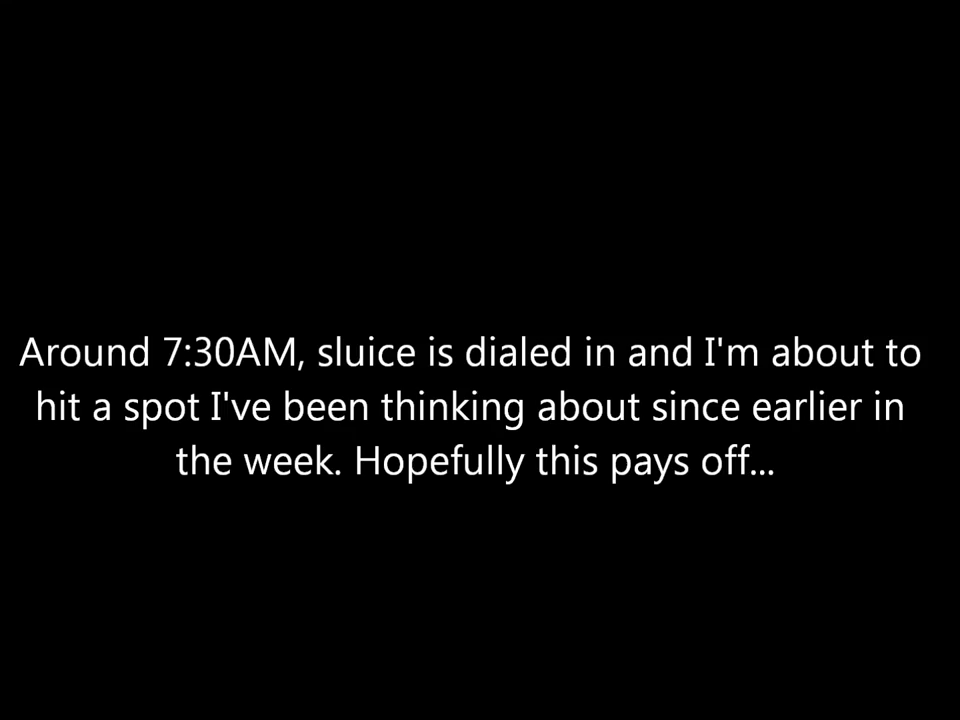 Around 7:30AM, sluice is dialed in and I'm about to
hit a spot I've been thinking about since earlier in
the week. Hopefully this pays off...